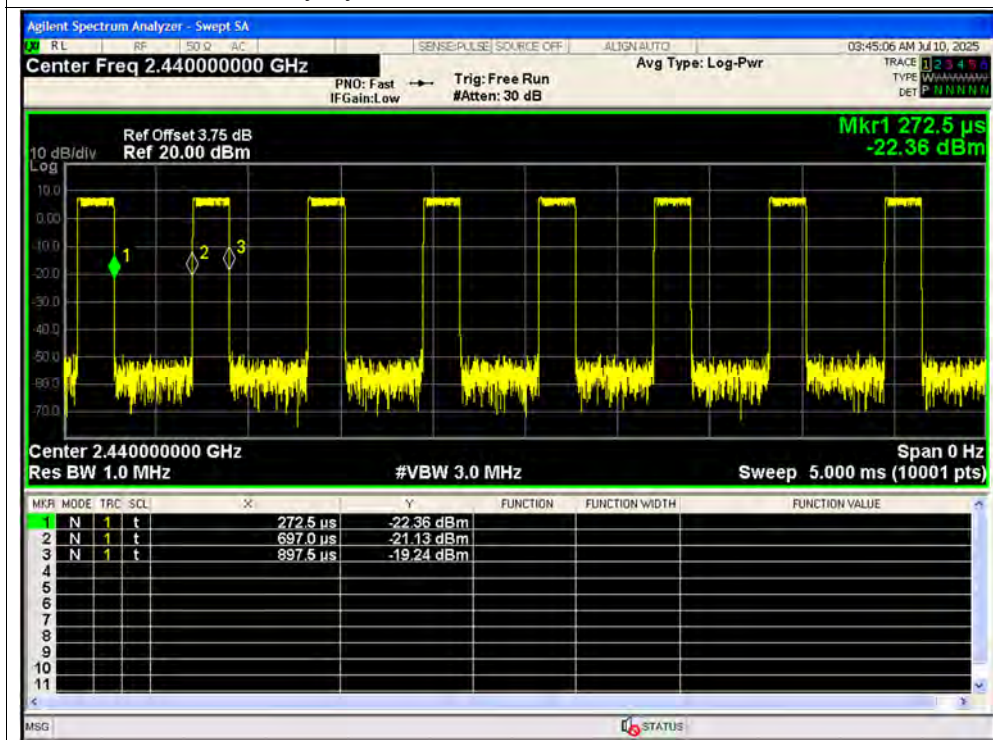 Agilent Spectrum Analyzer - Swept SA
RL RF 50 Ω AC SENSE:PULSE SOURCE OFF ALIGN AUTO 03:45:06 AM Jul 10, 2025
Center Freq 2.440000000 GHz Avg Type: Log-Pwr TRACE 1 2 3 4 5 6
PNO: Fast Trig: Free Run TYPE
IFGain:Low #Atten: 30 dB DET P N N N N N
Mkr1 272.5 µs
Ref Offset 3.75 dB
10 dB/div Ref 20.00 dBm -22.36 dBm
Log
10.0
0.00
-10.0
1 2 3
-20.0
-30.0
-40.0
-50.0
-60.0
-70.0
Center 2.440000000 GHz Span 0 Hz
Res BW 1.0 MHz #VBW 3.0 MHz Sweep 5.000 ms (10001 pts)
MKR MODE TRC SCL X Y FUNCTION FUNCTION WIDTH FUNCTION VALUE
1 N 1 t 272.5 µs -22.36 dBm
2 N 1 t 697.0 µs -21.13 dBm
3 N 1 t 897.5 µs -19.24 dBm
4
5
6
7
8
9
10
11
MSG STATUS